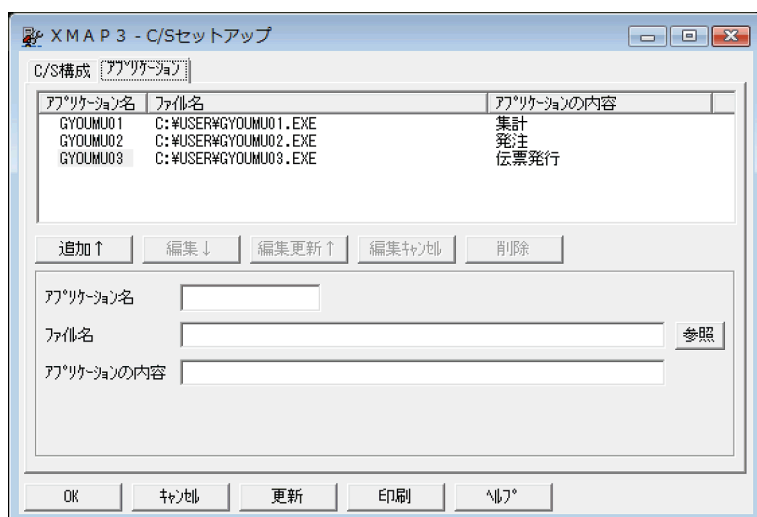 XMAP3 - C/Sセットアップ
C/S構成 ｱﾌﾟﾘｹｰｼｮﾝ
ｱﾌﾟﾘｹｰｼｮﾝ名 ﾌｧｲﾙ名 ｱﾌﾟﾘｹｰｼｮﾝの内容
GYOUMU01 C:¥USER¥GYOUMU01.EXE 集計
GYOUMU02 C:¥USER¥GYOUMU02.EXE 発注
GYOUMU03 C:¥USER¥GYOUMU03.EXE 伝票発行
追加↑ 編集↓ 編集更新↑ 編集ｷｬﾝｾﾙ 削除
ｱﾌﾟﾘｹｰｼｮﾝ名
ﾌｧｲﾙ名 参照
ｱﾌﾟﾘｹｰｼｮﾝの内容
OK ｷｬﾝｾﾙ 更新 印刷 ﾍﾙﾌﾟ